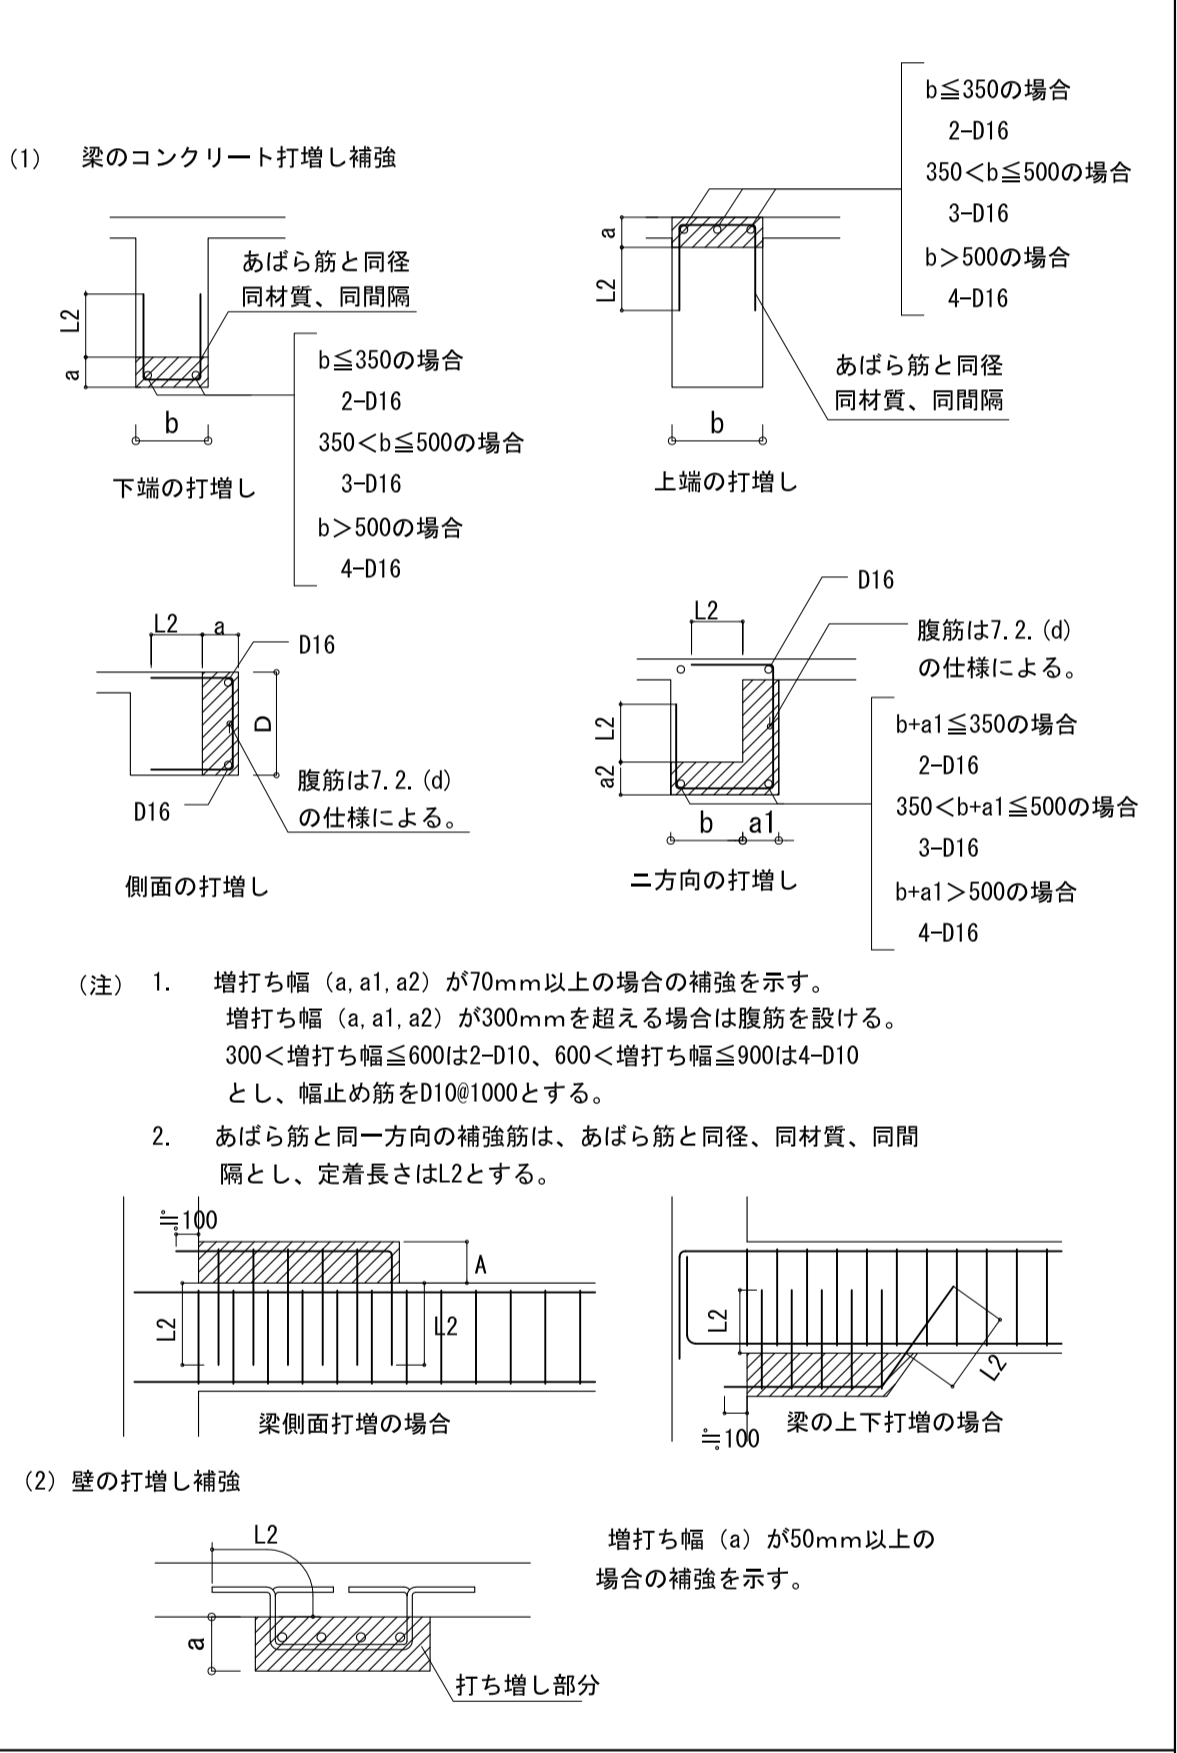 (1) 梁のコンクリート打増し補強
あばら筋と同径
同材質、同間隔
L2
a
b
b≦350の場合
2-D16
350<b≦500の場合
3-D16
b>500の場合
4-D16
下端の打増し
b≦350の場合
2-D16
350<b≦500の場合
3-D16
b>500の場合
4-D16
a
L2
あばら筋と同径
同材質、同間隔
b
上端の打増し
L2
a
D16
D
D16
腹筋は7.2.(d)
の仕様による。
側面の打増し
D16
L2
腹筋は7.2.(d)
の仕様による。
L2
a2
b
a1
b+a1≦350の場合
2-D16
350<b+a1≦500の場合
3-D16
b+a1>500の場合
4-D16
二方向の打増し
(注) 1. 増打ち幅(a,a1,a2)が70mm以上の場合の補強を示す。
増打ち幅(a,a1,a2)が300mmを超える場合は腹筋を設ける。
300<増打ち幅≦600は2-D10、600<増打ち幅≦900は4-D10
とし、幅止め筋をD10@1000とする。
2. あばら筋と同一方向の補強筋は、あばら筋と同径、同材質、同間
隔とし、定着長さはL2とする。
≒100
A
L2
L2
梁側面打増の場合
L2
L2
≒100
梁の上下打増の場合
(2) 壁の打増し補強
L2
a
打ち増し部分
増打ち幅(a)が50mm以上の
場合の補強を示す。